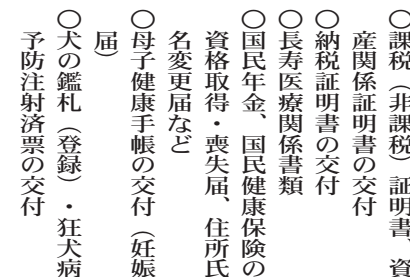 ○課税（非課税）証明書、資
産関係証明書の交付
○納税証明書の交付
○長寿医療関係書類
○国民年金、国民健康保険の
資格取得・喪失届、住所氏
名変更届など
○母子健康手帳の交付（妊娠
届）
○犬の鑑札（登録）・狂犬病
予防注射済票の交付